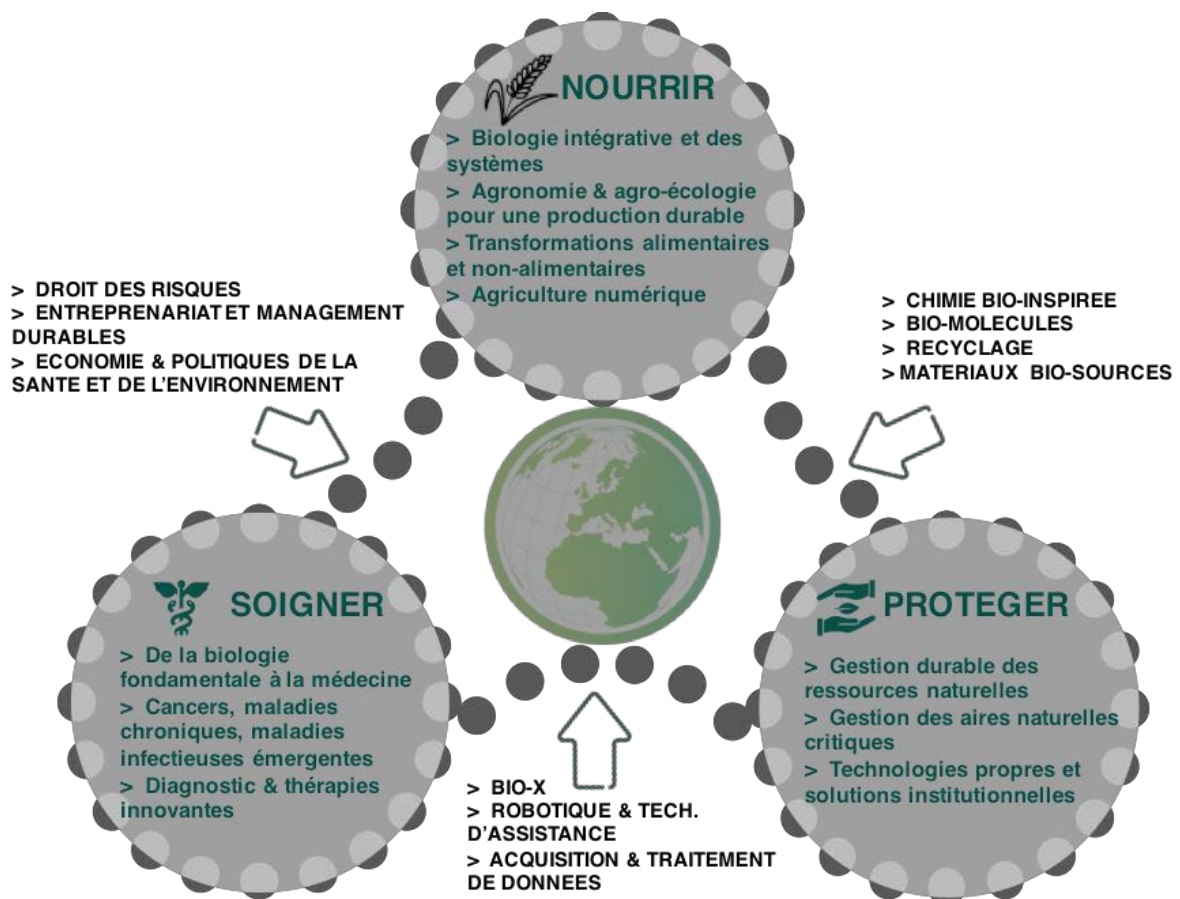 NOURRIR
> Biologie intégrative et des
systèmes
> Agronomie & agro-écologie
pour une production durable
> Transformations alimentaires
et non-alimentaires
> Agriculture numérique
> DROIT DES RISQUES
> ENTREPRENARIAT ET MANAGEMENT
DURABLES
> ECONOMIE & POLITIQUES DE LA
SANTE ET DE L'ENVIRONNEMENT
> CHIMIE BIO-INSPIREE
> BIO-MOLECULES
> RECYCLAGE
> MATERIAUX BIO-SOURCES
SOIGNER
> De la biologie
fondamentale à la médecine
> Cancers, maladies
chroniques, maladies
infectieuses émergentes
> Diagnostic & thérapies
innovantes
PROTEGER
> Gestion durable des
ressources naturelles
> Gestion des aires naturelles
critiques
> Technologies propres et
solutions institutionnelles
> BIO-X
> ROBOTIQUE & TECH.
D'ASSISTANCE
> ACQUISITION & TRAITEMENT
DE DONNEES